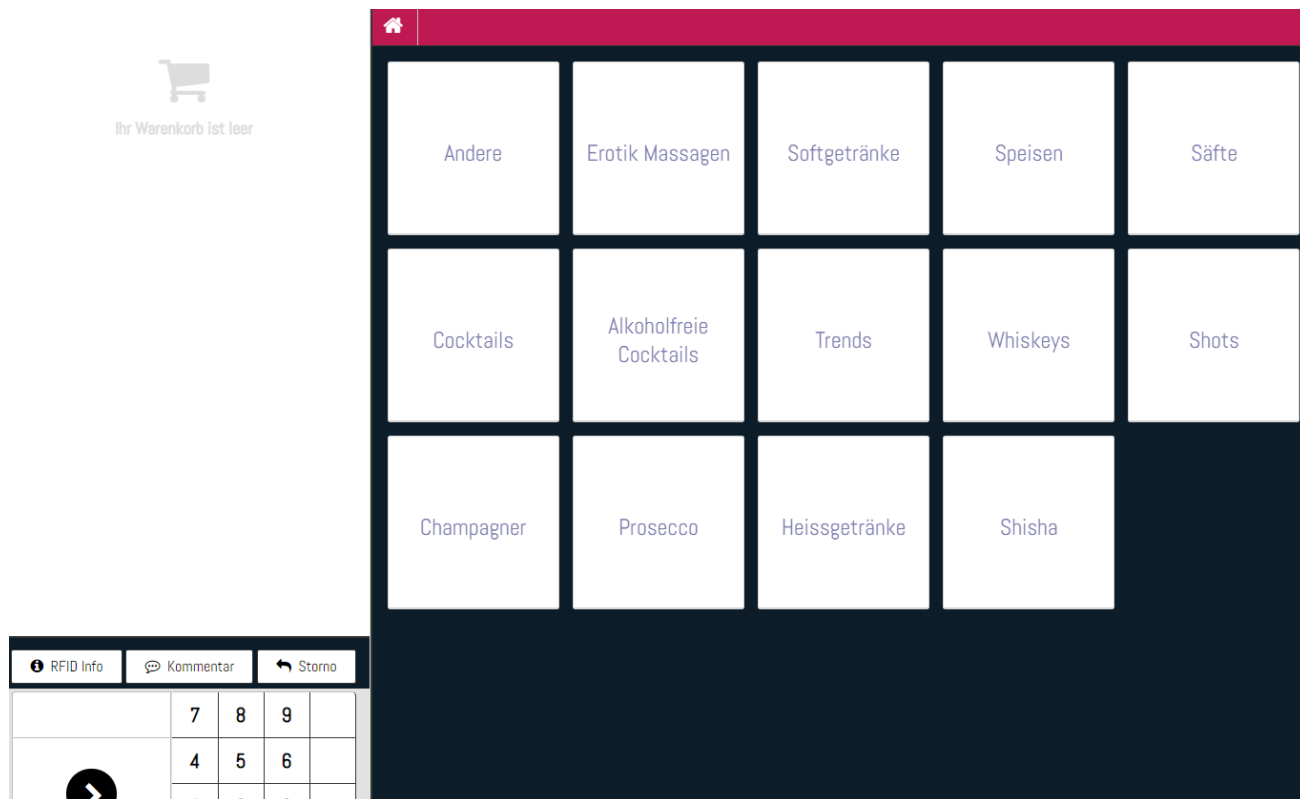 Ihr Warenkorb ist leer
Andere
Erotik Massagen
Softgetränke
Speisen
Säfte
Cocktails
Alkoholfreie
Cocktails
Trends
Whiskeys
Shots
Champagner
Prosecco
Heissgetränke
Shisha
RFID Info
Kommentar
Storno
7 8 9
4 5 6